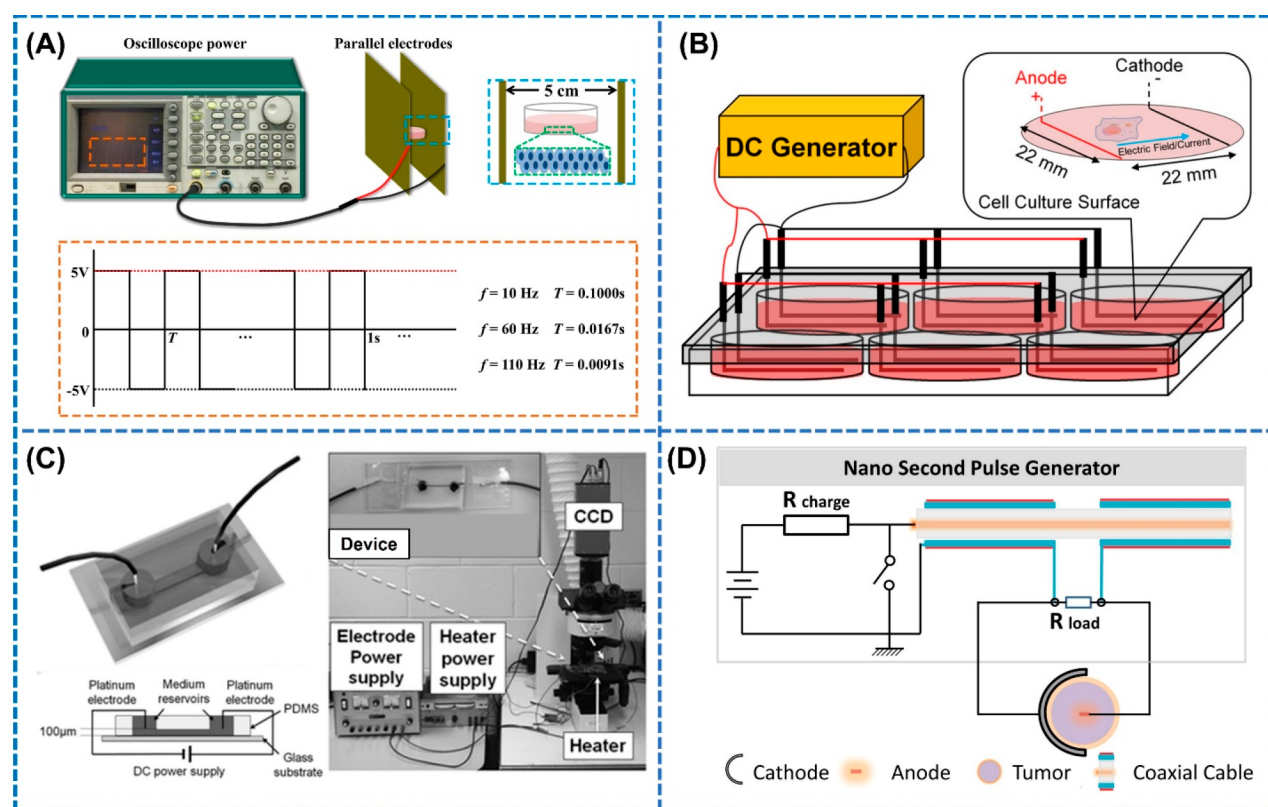 (A)
Oscilloscope power
Parallel electrodes
5 cm
5V
0
-5V
T
...
1s
...
f = 10 Hz T = 0.1000s
f = 60 Hz T = 0.0167s
f = 110 Hz T = 0.0091s
(B)
DC Generator
Anode
+
Cathode
-
Electric Field/Current
22 mm
22 mm
Cell Culture Surface
(C)
Device
CCD
Electrode
Power
supply
Heater
power
supply
Heater
Platinum
electrode
Medium
reservoirs
Platinum
electrode
PDMS
100μm
Glass
substrate
DC power supply
(D)
Nano Second Pulse Generator
R charge
R load
Cathode
Anode
Tumor
Coaxial Cable